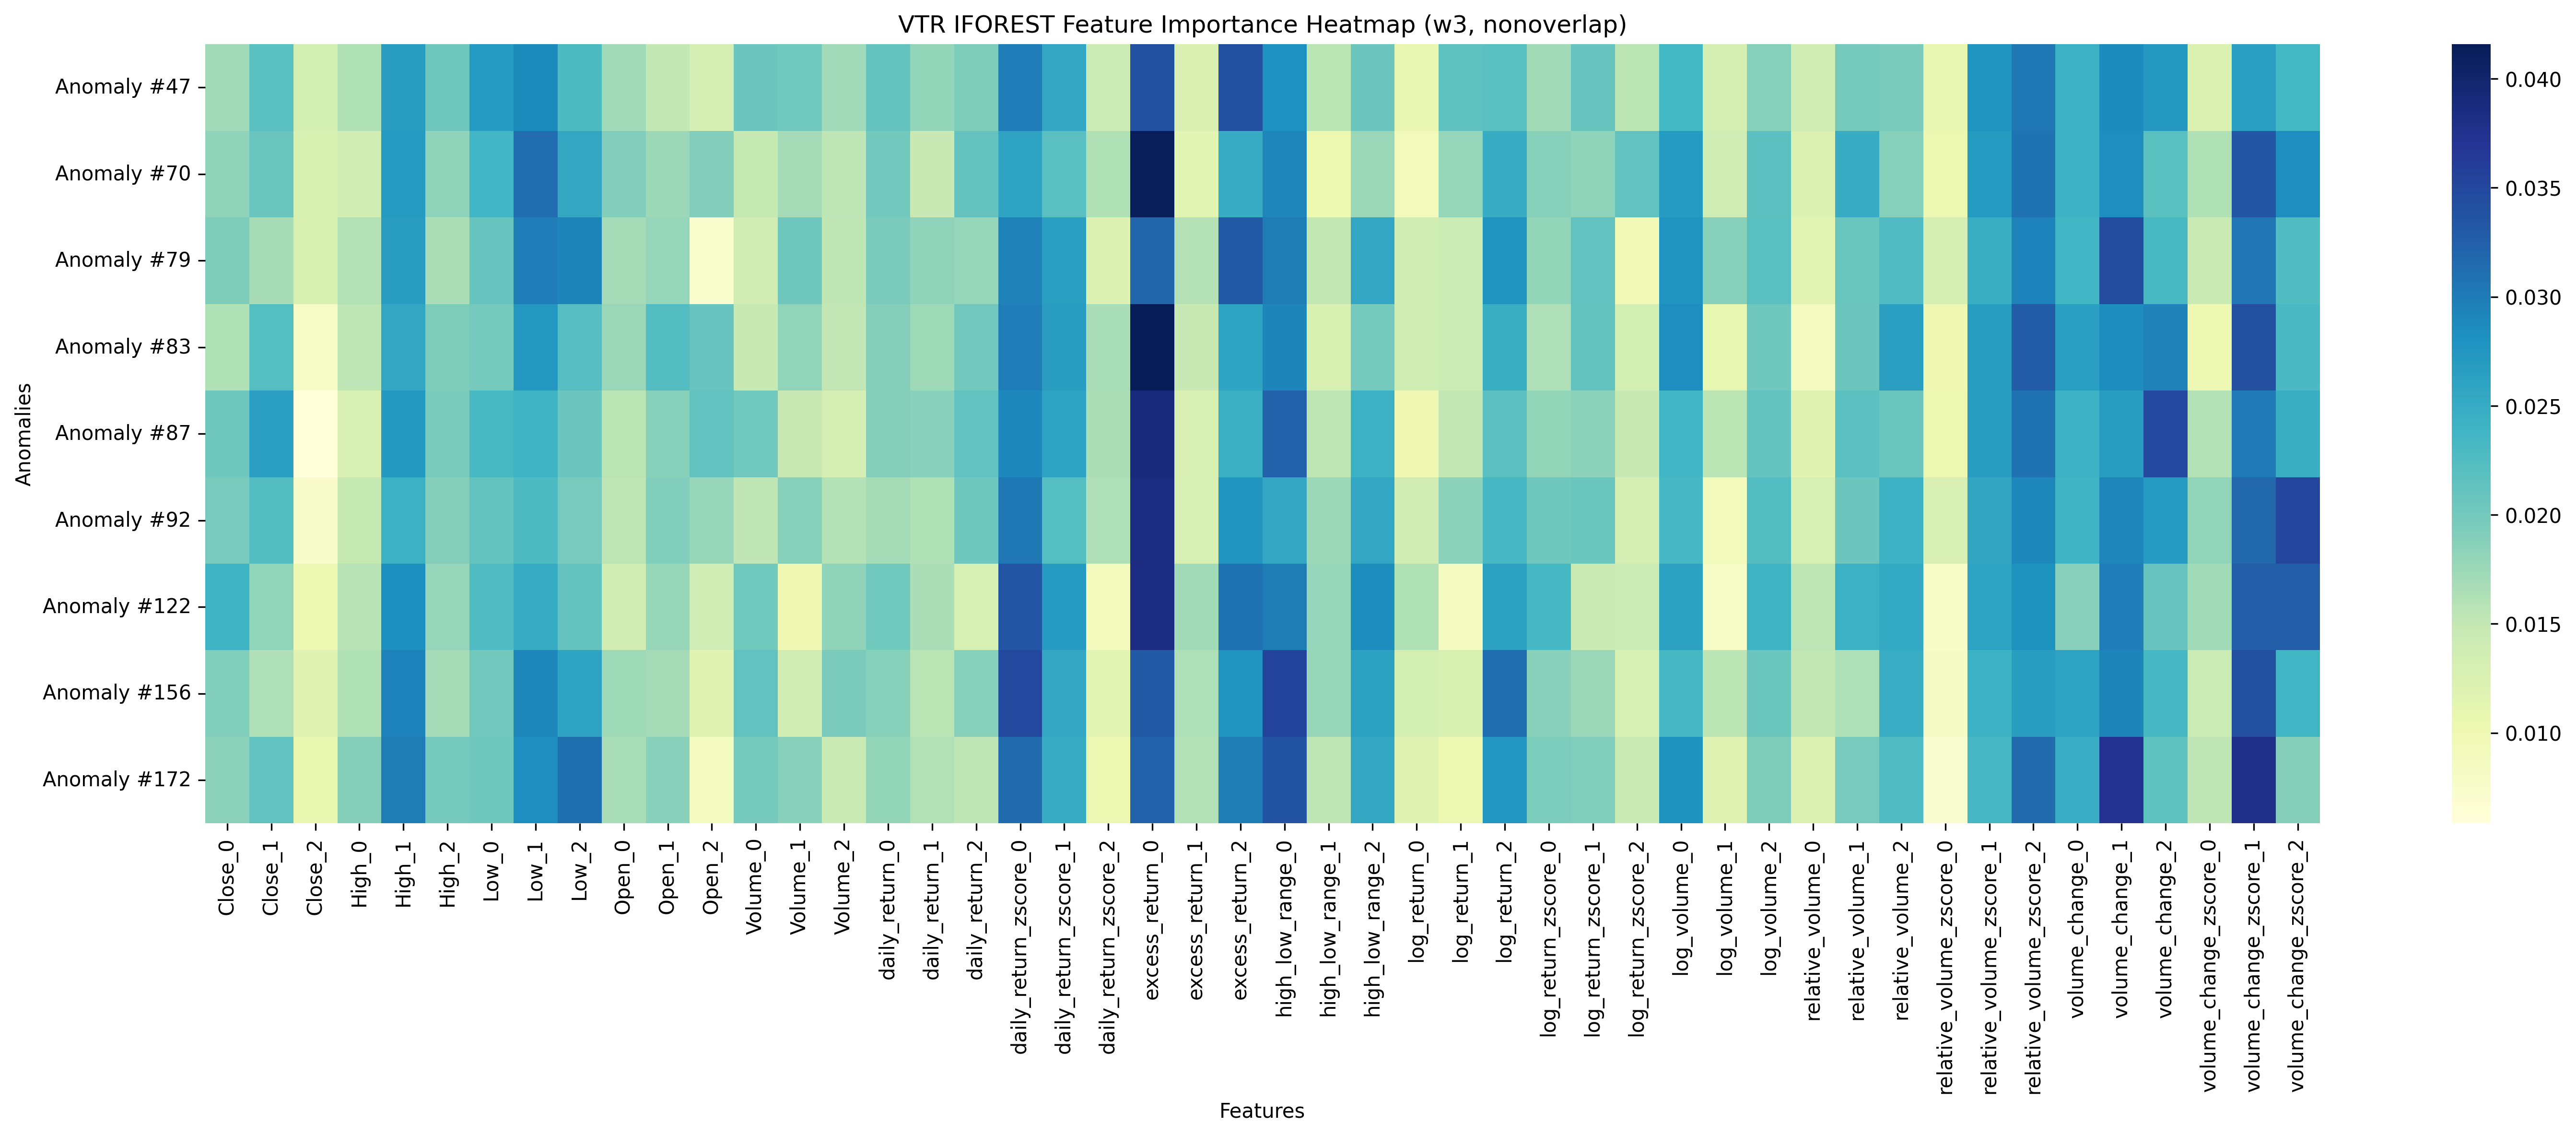 VTR IFOREST Feature Importance Heatmap (w3, nonoverlap)
Anomalies
Anomaly #47
Anomaly #70
Anomaly #79
Anomaly #83
Anomaly #87
Anomaly #92
Anomaly #122
Anomaly #156
Anomaly #172
Close_0
Close_1
Close_2
High_0
High_1
High_2
Low_0
Low_1
Low_2
Open_0
Open_1
Open_2
Volume_0
Volume_1
Volume_2
daily_return_0
daily_return_1
daily_return_2
daily_return_zscore_0
daily_return_zscore_1
daily_return_zscore_2
excess_return_0
excess_return_1
excess_return_2
high_low_range_0
high_low_range_1
high_low_range_2
log_return_0
log_return_1
log_return_2
log_return_zscore_0
log_return_zscore_1
log_return_zscore_2
log_volume_0
log_volume_1
log_volume_2
relative_volume_0
relative_volume_1
relative_volume_2
relative_volume_zscore_0
relative_volume_zscore_1
relative_volume_zscore_2
volume_change_0
volume_change_1
volume_change_2
volume_change_zscore_0
volume_change_zscore_1
volume_change_zscore_2
Features
0.040
0.035
0.030
0.025
0.020
0.015
0.010